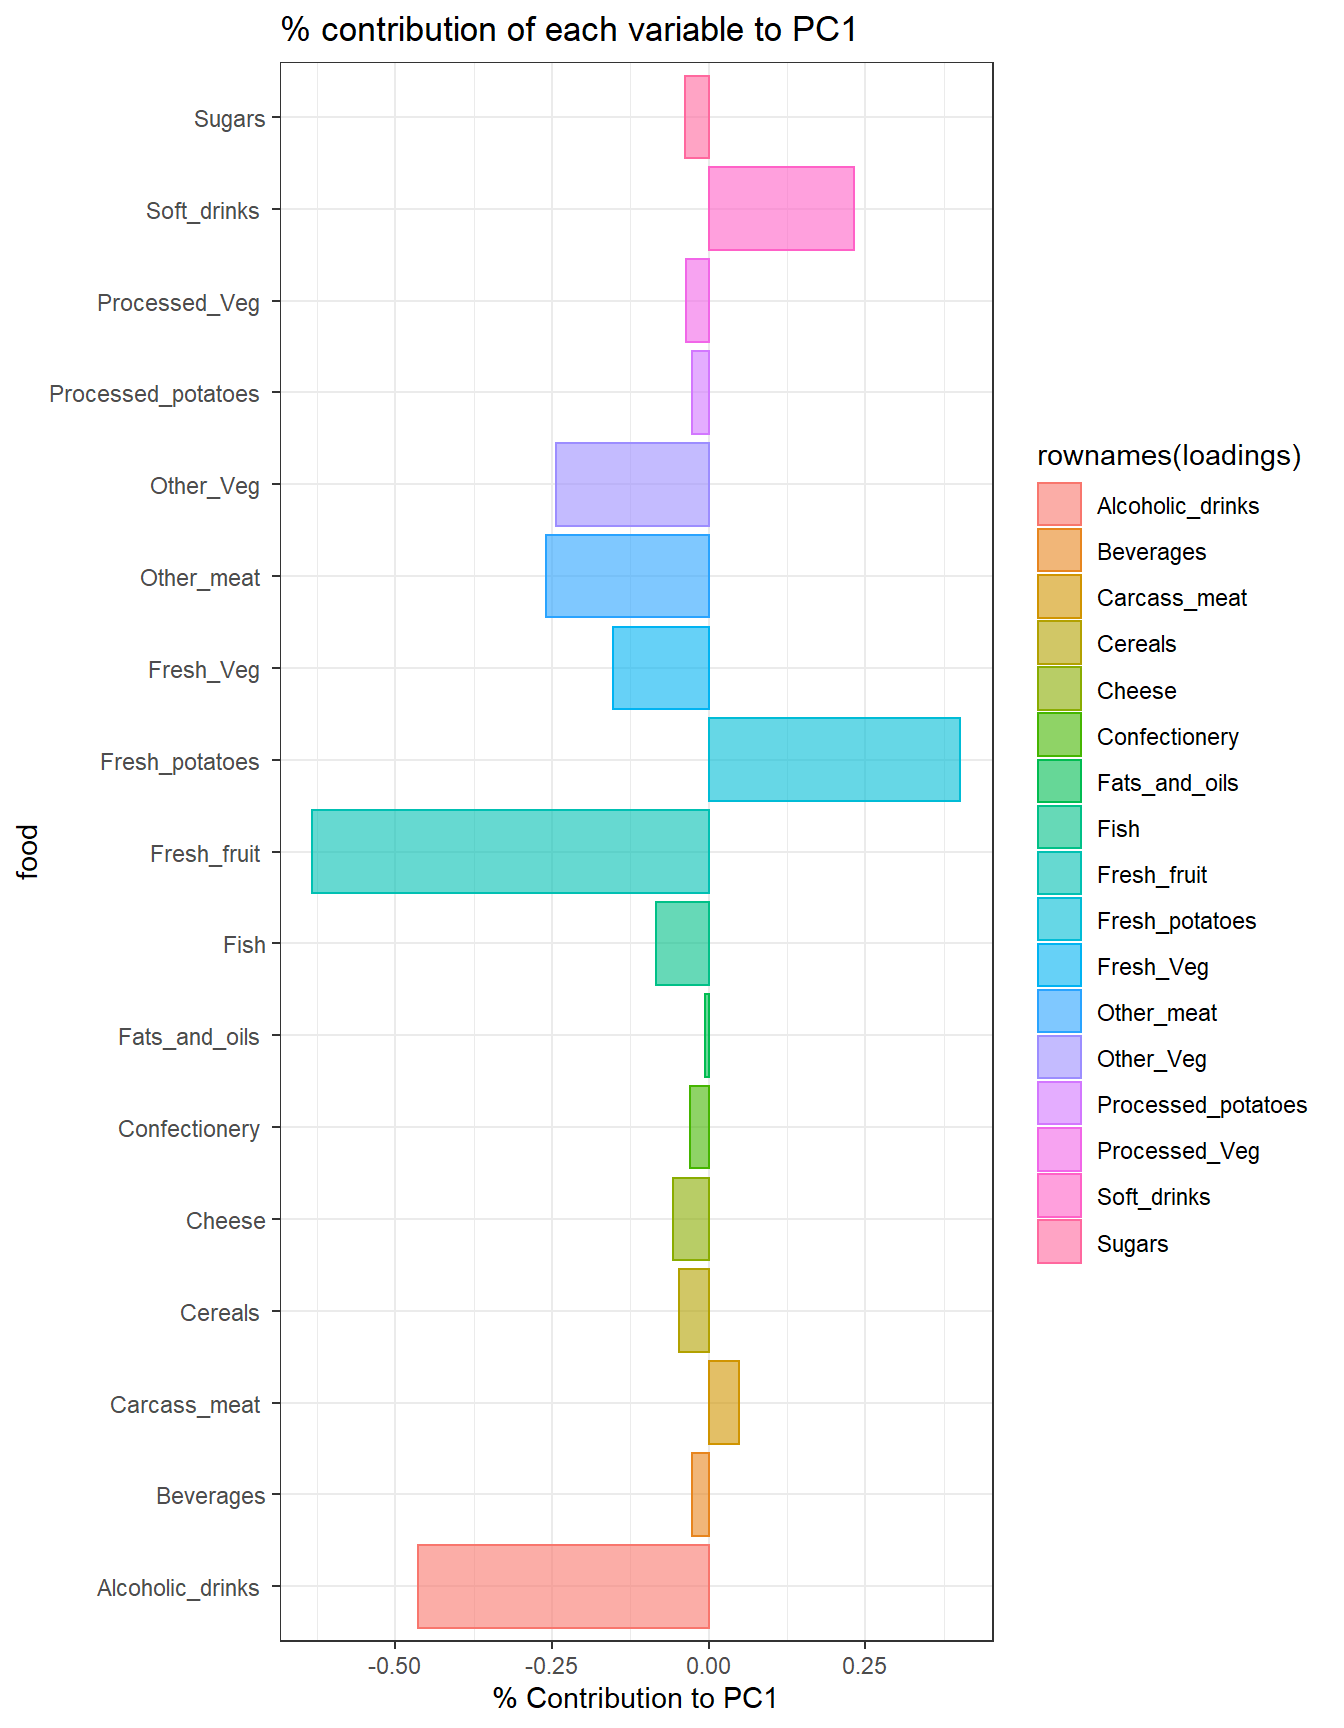 % contribution of each variable to PC1
Sugars
Soft_drinks
Processed_Veg
Processed_potatoes
Other_Veg
Other_meat
Fresh_Veg
Fresh_potatoes
Fresh_fruit
Fish
Fats_and_oils
Confectionery
Cheese
Cereals
Carcass_meat
Beverages
Alcoholic_drinks
food
-0.50 -0.25 0.00 0.25
% Contribution to PC1
rownames(loadings)
Alcoholic_drinks
Beverages
Carcass_meat
Cereals
Cheese
Confectionery
Fats_and_oils
Fish
Fresh_fruit
Fresh_potatoes
Fresh_Veg
Other_meat
Other_Veg
Processed_potatoes
Processed_Veg
Soft_drinks
Sugars